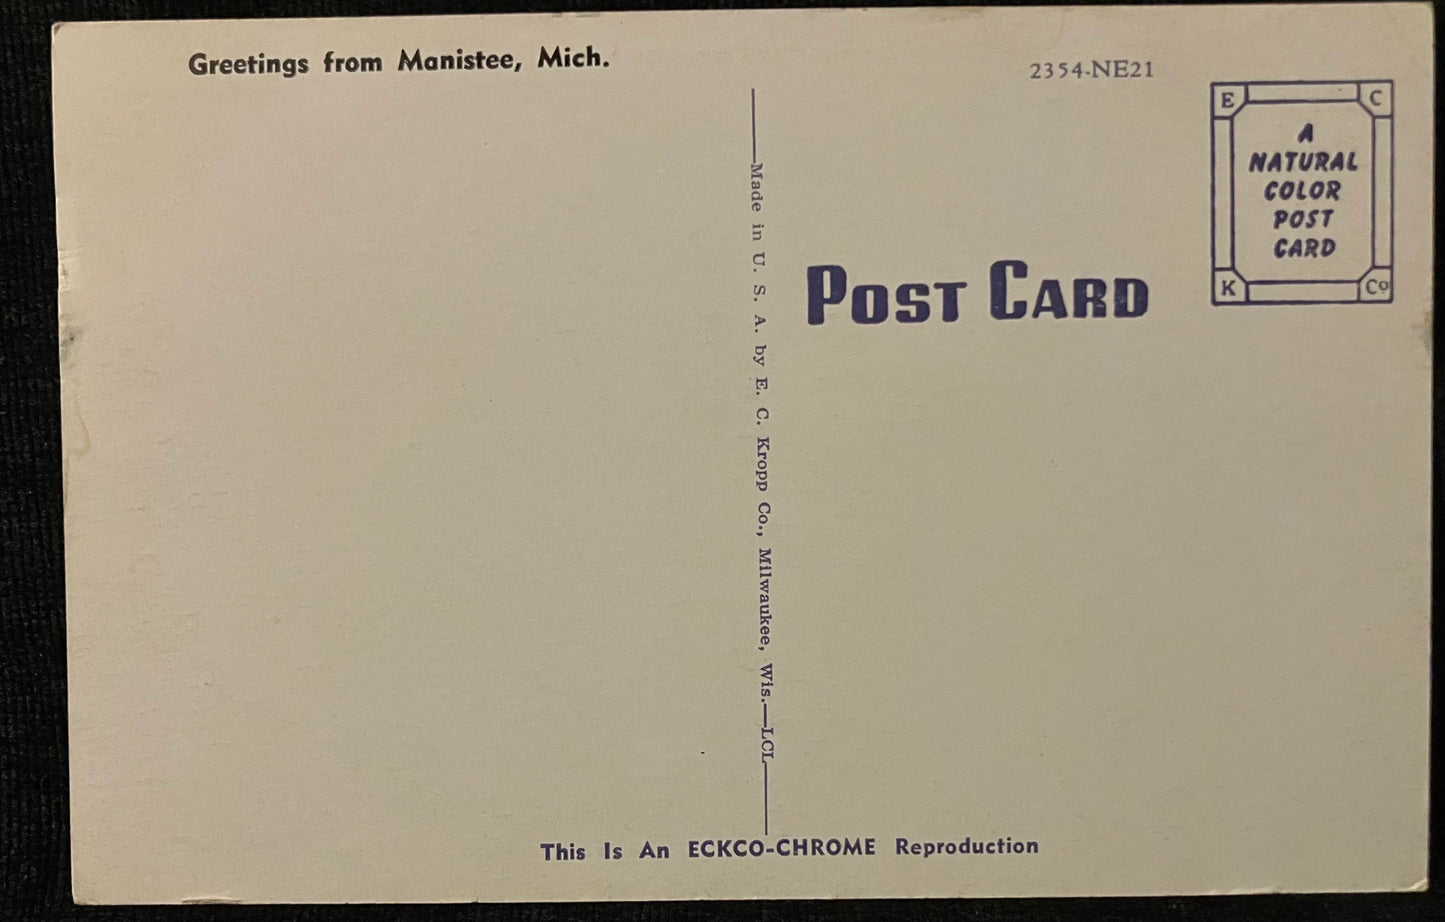 Greetings from Manistee, Mich.
2354-NE21
E C
A
NATURAL
COLOR
POST
CARD
K Co
Made in U. S. A. by E. C. Kropp Co., Milwaukee, Wis.—LCL
POST CARD
This Is An ECKCO-CHROME Reproduction